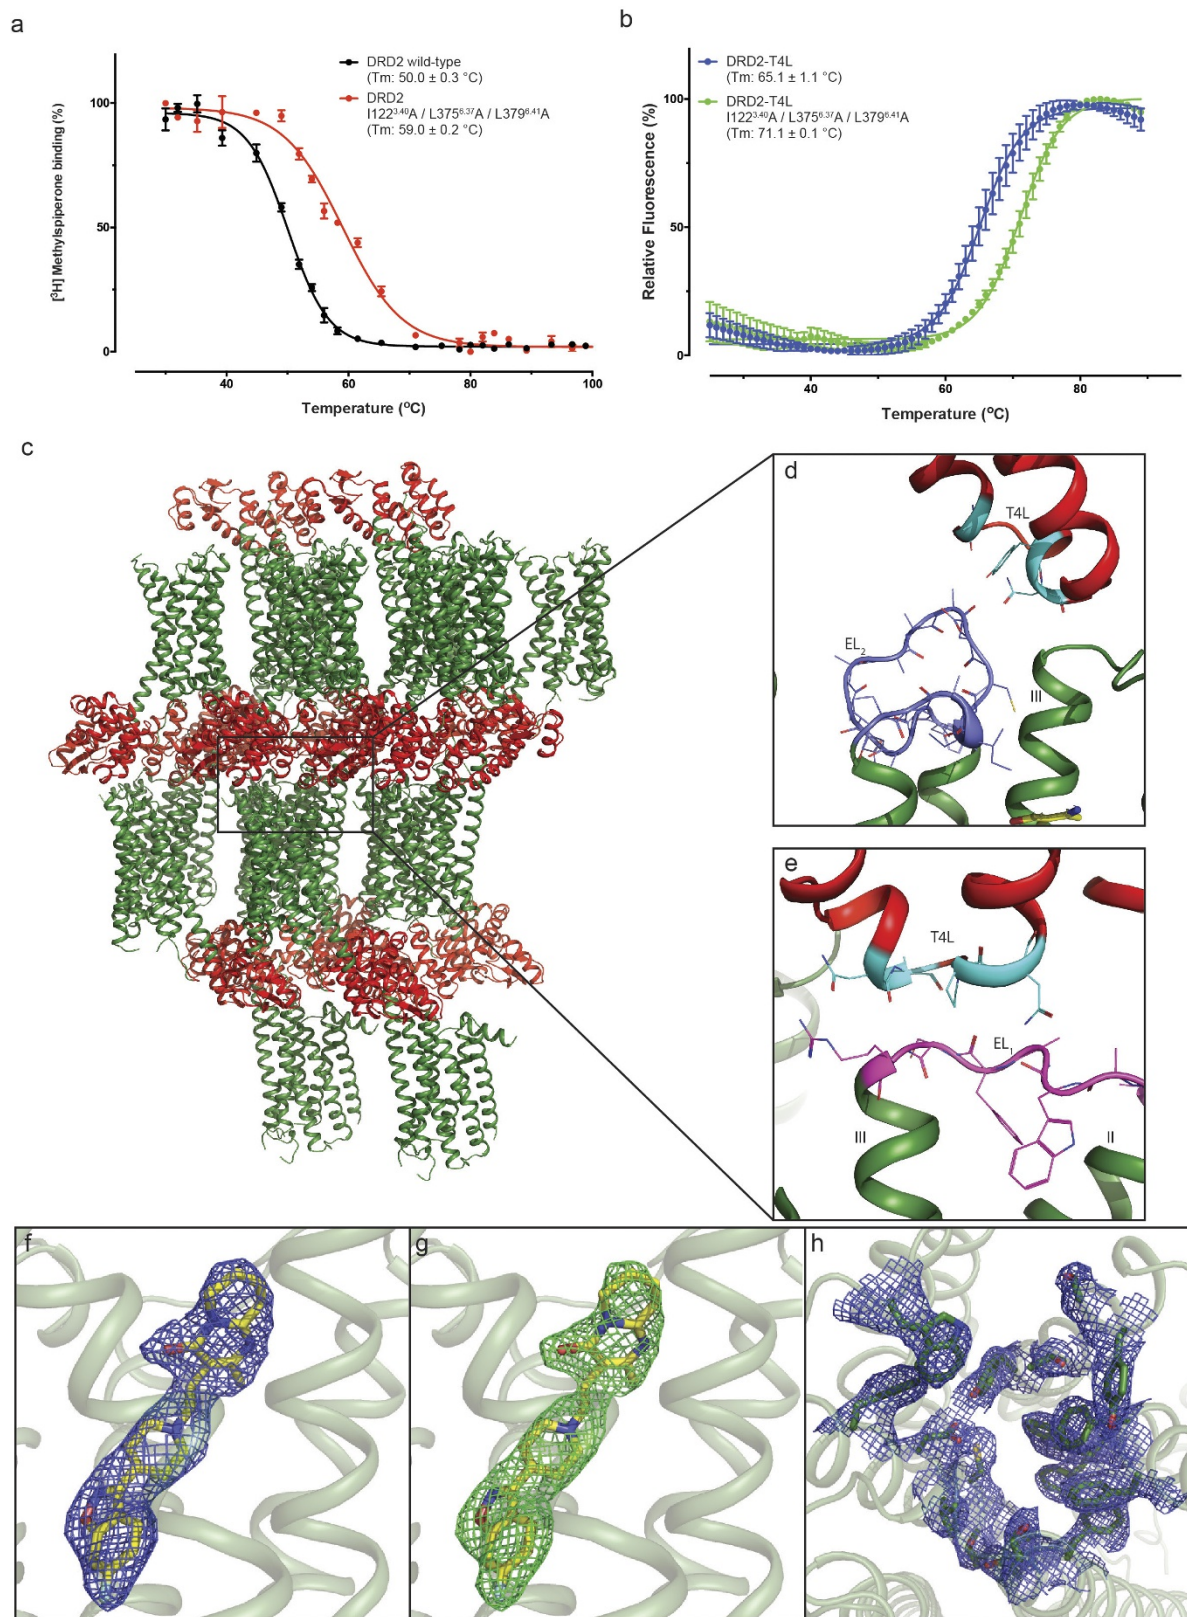 a
DRD2 wild-type
(Tm: 50.0 ± 0.3 °C)
DRD2
I122³·⁴⁰A / L375⁶·³⁷A / L379⁶·⁴¹A
(Tm: 59.0 ± 0.2 °C)
100
50
0
[³H] Methylspiperone binding (%)
40
60
80
100
Temperature (°C)
b
DRD2-T4L
(Tm: 65.1 ± 1.1 °C)
DRD2-T4L
I122³·⁴⁰A / L375⁶·³⁷A / L379⁶·⁴¹A
(Tm: 71.1 ± 0.1 °C)
100
50
0
Relative Fluorescence (%)
40
60
80
Temperature (°C)
c
d
T4L
EL₂
III
e
T4L
EL₁
III
II
f
g
h